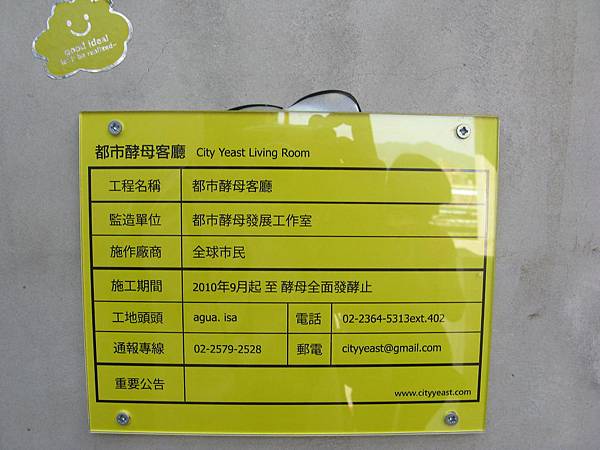 good idea!
let it be realized~
都市酵母客廳 City Yeast Living Room
工程名稱 都市酵母客廳
監造單位 都市酵母發展工作室
施作廠商 全球市民
施工期間 2010年9月起 至 酵母全面發酵止
工地頭頭 agua. isa 電話 02-2364-5313ext.402
通報專線 02-2579-2528 郵電 cityyeast@gmail.com
重要公告
www.cityyeast.com